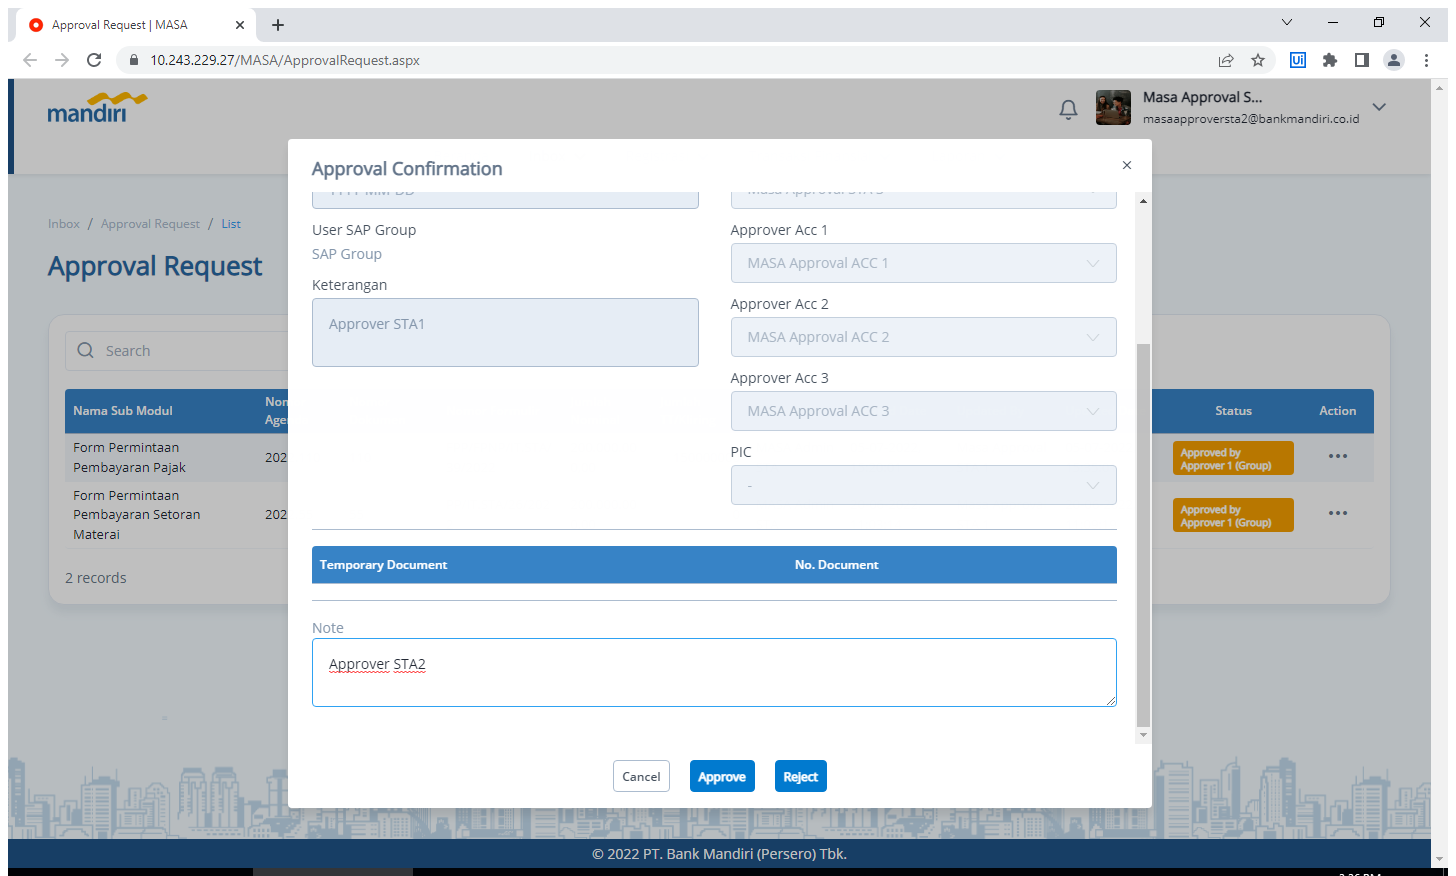 Approval Request | MASA
10.243.229.27/MASA/ApprovalRequest.aspx
Ui
mandiri
Masa Approval S...
masaapproversta2@bankmandiri.co.id
Inbox / Approval Request / List
Approval Request
Search
Nama Sub Modul
Status
Action
Form Permintaan
Pembayaran Pajak
202
Approved by
Approver 1 (Group)
Form Permintaan
Pembayaran Setoran
Materai
202
Approved by
Approver 1 (Group)
2 records
Approval Confirmation
User SAP Group
SAP Group
Keterangan
Approver STA1
Approver Acc 1
MASA Approval ACC 1
Approver Acc 2
MASA Approval ACC 2
Approver Acc 3
MASA Approval ACC 3
PIC
-
Temporary Document
No. Document
Note
Approver STA2
Cancel
Approve
Reject
© 2022 PT. Bank Mandiri (Persero) Tbk.